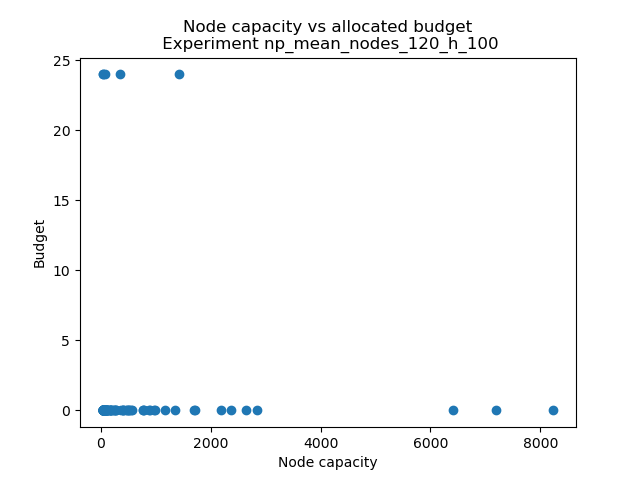 Node capacity vs allocated budget
Experiment np_mean_nodes_120_h_100
25
20
15
10
5
0
Budget
0 2000 4000 6000 8000
Node capacity